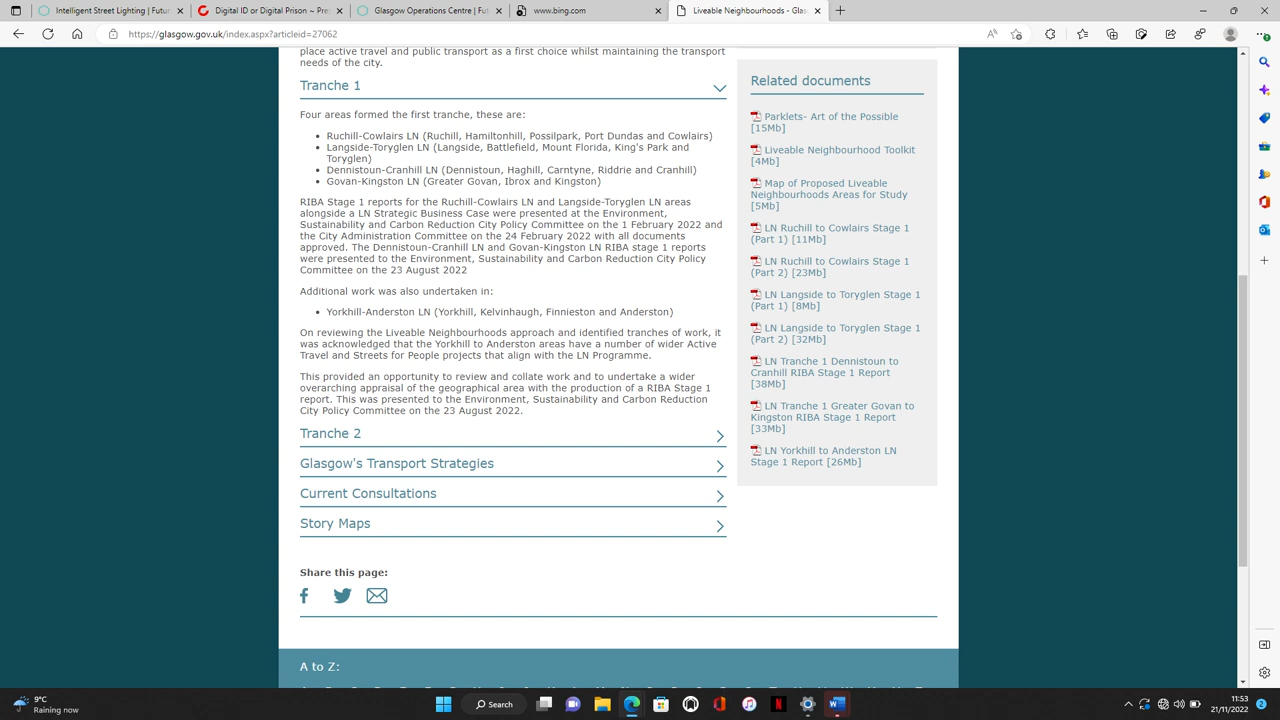 Intelligent Street Lighting | Futur
Digital ID or Digital Prison ~ Pres
Glasgow Operations Centre | Fut
www.bing.com
Liveable Neighbourhoods - Glas
https://glasgow.gov.uk/index.aspx?articleid=27062
place active travel and public transport as a first choice whilst maintaining the transport
needs of the city.
Tranche 1
Four areas formed the first tranche, these are:
Ruchill-Cowlairs LN (Ruchill, Hamiltonhill, Possilpark, Port Dundas and Cowlairs)
Langside-Toryglen LN (Langside, Battlefield, Mount Florida, King's Park and
Toryglen)
Dennistoun-Cranhill LN (Dennistoun, Haghill, Carntyne, Riddrie and Cranhill)
Govan-Kingston LN (Greater Govan, Ibrox and Kingston)
RIBA Stage 1 reports for the Ruchill-Cowlairs LN and Langside-Toryglen LN areas
alongside a LN Strategic Business Case were presented at the Environment,
Sustainability and Carbon Reduction City Policy Committee on the 1 February 2022 and
the City Administration Committee on the 24 February 2022 with all documents
approved. The Dennistoun-Cranhill LN and Govan-Kingston LN RIBA stage 1 reports
were presented to the Environment, Sustainability and Carbon Reduction City Policy
Committee on the 23 August 2022
Additional work was also undertaken in:
Yorkhill-Anderston LN (Yorkhill, Kelvinhaugh, Finnieston and Anderston)
On reviewing the Liveable Neighbourhoods approach and identified tranches of work, it
was acknowledged that the Yorkhill to Anderston areas have a number of wider Active
Travel and Streets for People projects that align with the LN Programme.
This provided an opportunity to review and collate work and to undertake a wider
overarching appraisal of the geographical area with the production of a RIBA Stage 1
report. This was presented to the Environment, Sustainability and Carbon Reduction
City Policy Committee on the 23 August 2022.
Tranche 2
Glasgow's Transport Strategies
Current Consultations
Story Maps
Share this page:
A to Z:
Related documents
Parklets- Art of the Possible
[15Mb]
Liveable Neighbourhood Toolkit
[4Mb]
Map of Proposed Liveable
Neighbourhoods Areas for Study
[5Mb]
LN Ruchill to Cowlairs Stage 1
(Part 1) [11Mb]
LN Ruchill to Cowlairs Stage 1
(Part 2) [23Mb]
LN Langside to Toryglen Stage 1
(Part 1) [8Mb]
LN Langside to Toryglen Stage 1
(Part 2) [32Mb]
LN Tranche 1 Dennistoun to
Cranhill RIBA Stage 1 Report
[38Mb]
LN Tranche 1 Greater Govan to
Kingston RIBA Stage 1 Report
[33Mb]
LN Yorkhill to Anderston LN
Stage 1 Report [26Mb]
9°C
Raining now
Search
11:53
21/11/2022
2